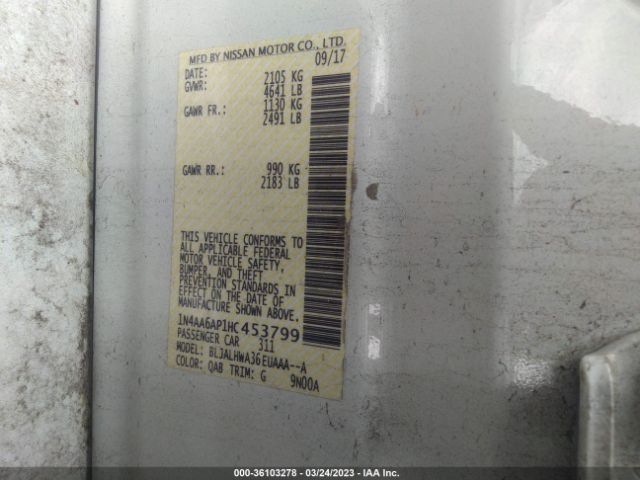 MFD BY NISSAN MOTOR CO., LTD.
DATE: 09/17
GVWR: 2105 KG
4641 LB
GAWR FR.: 1130 KG
2491 LB
GAWR RR.: 990 KG
2183 LB
THIS VEHICLE CONFORMS TO
ALL APPLICABLE FEDERAL
MOTOR VEHICLE SAFETY,
BUMPER, AND THEFT
PREVENTION STANDARDS IN
EFFECT ON THE DATE OF
MANUFACTURE SHOWN ABOVE.
1N4AA6AP1HC453799
PASSENGER CAR 311
MODEL: BLJALHWA36EUAAA--A
COLOR: QAB TRIM: G 9N00A
000-36103278 - 03/24/2023 - IAA Inc.